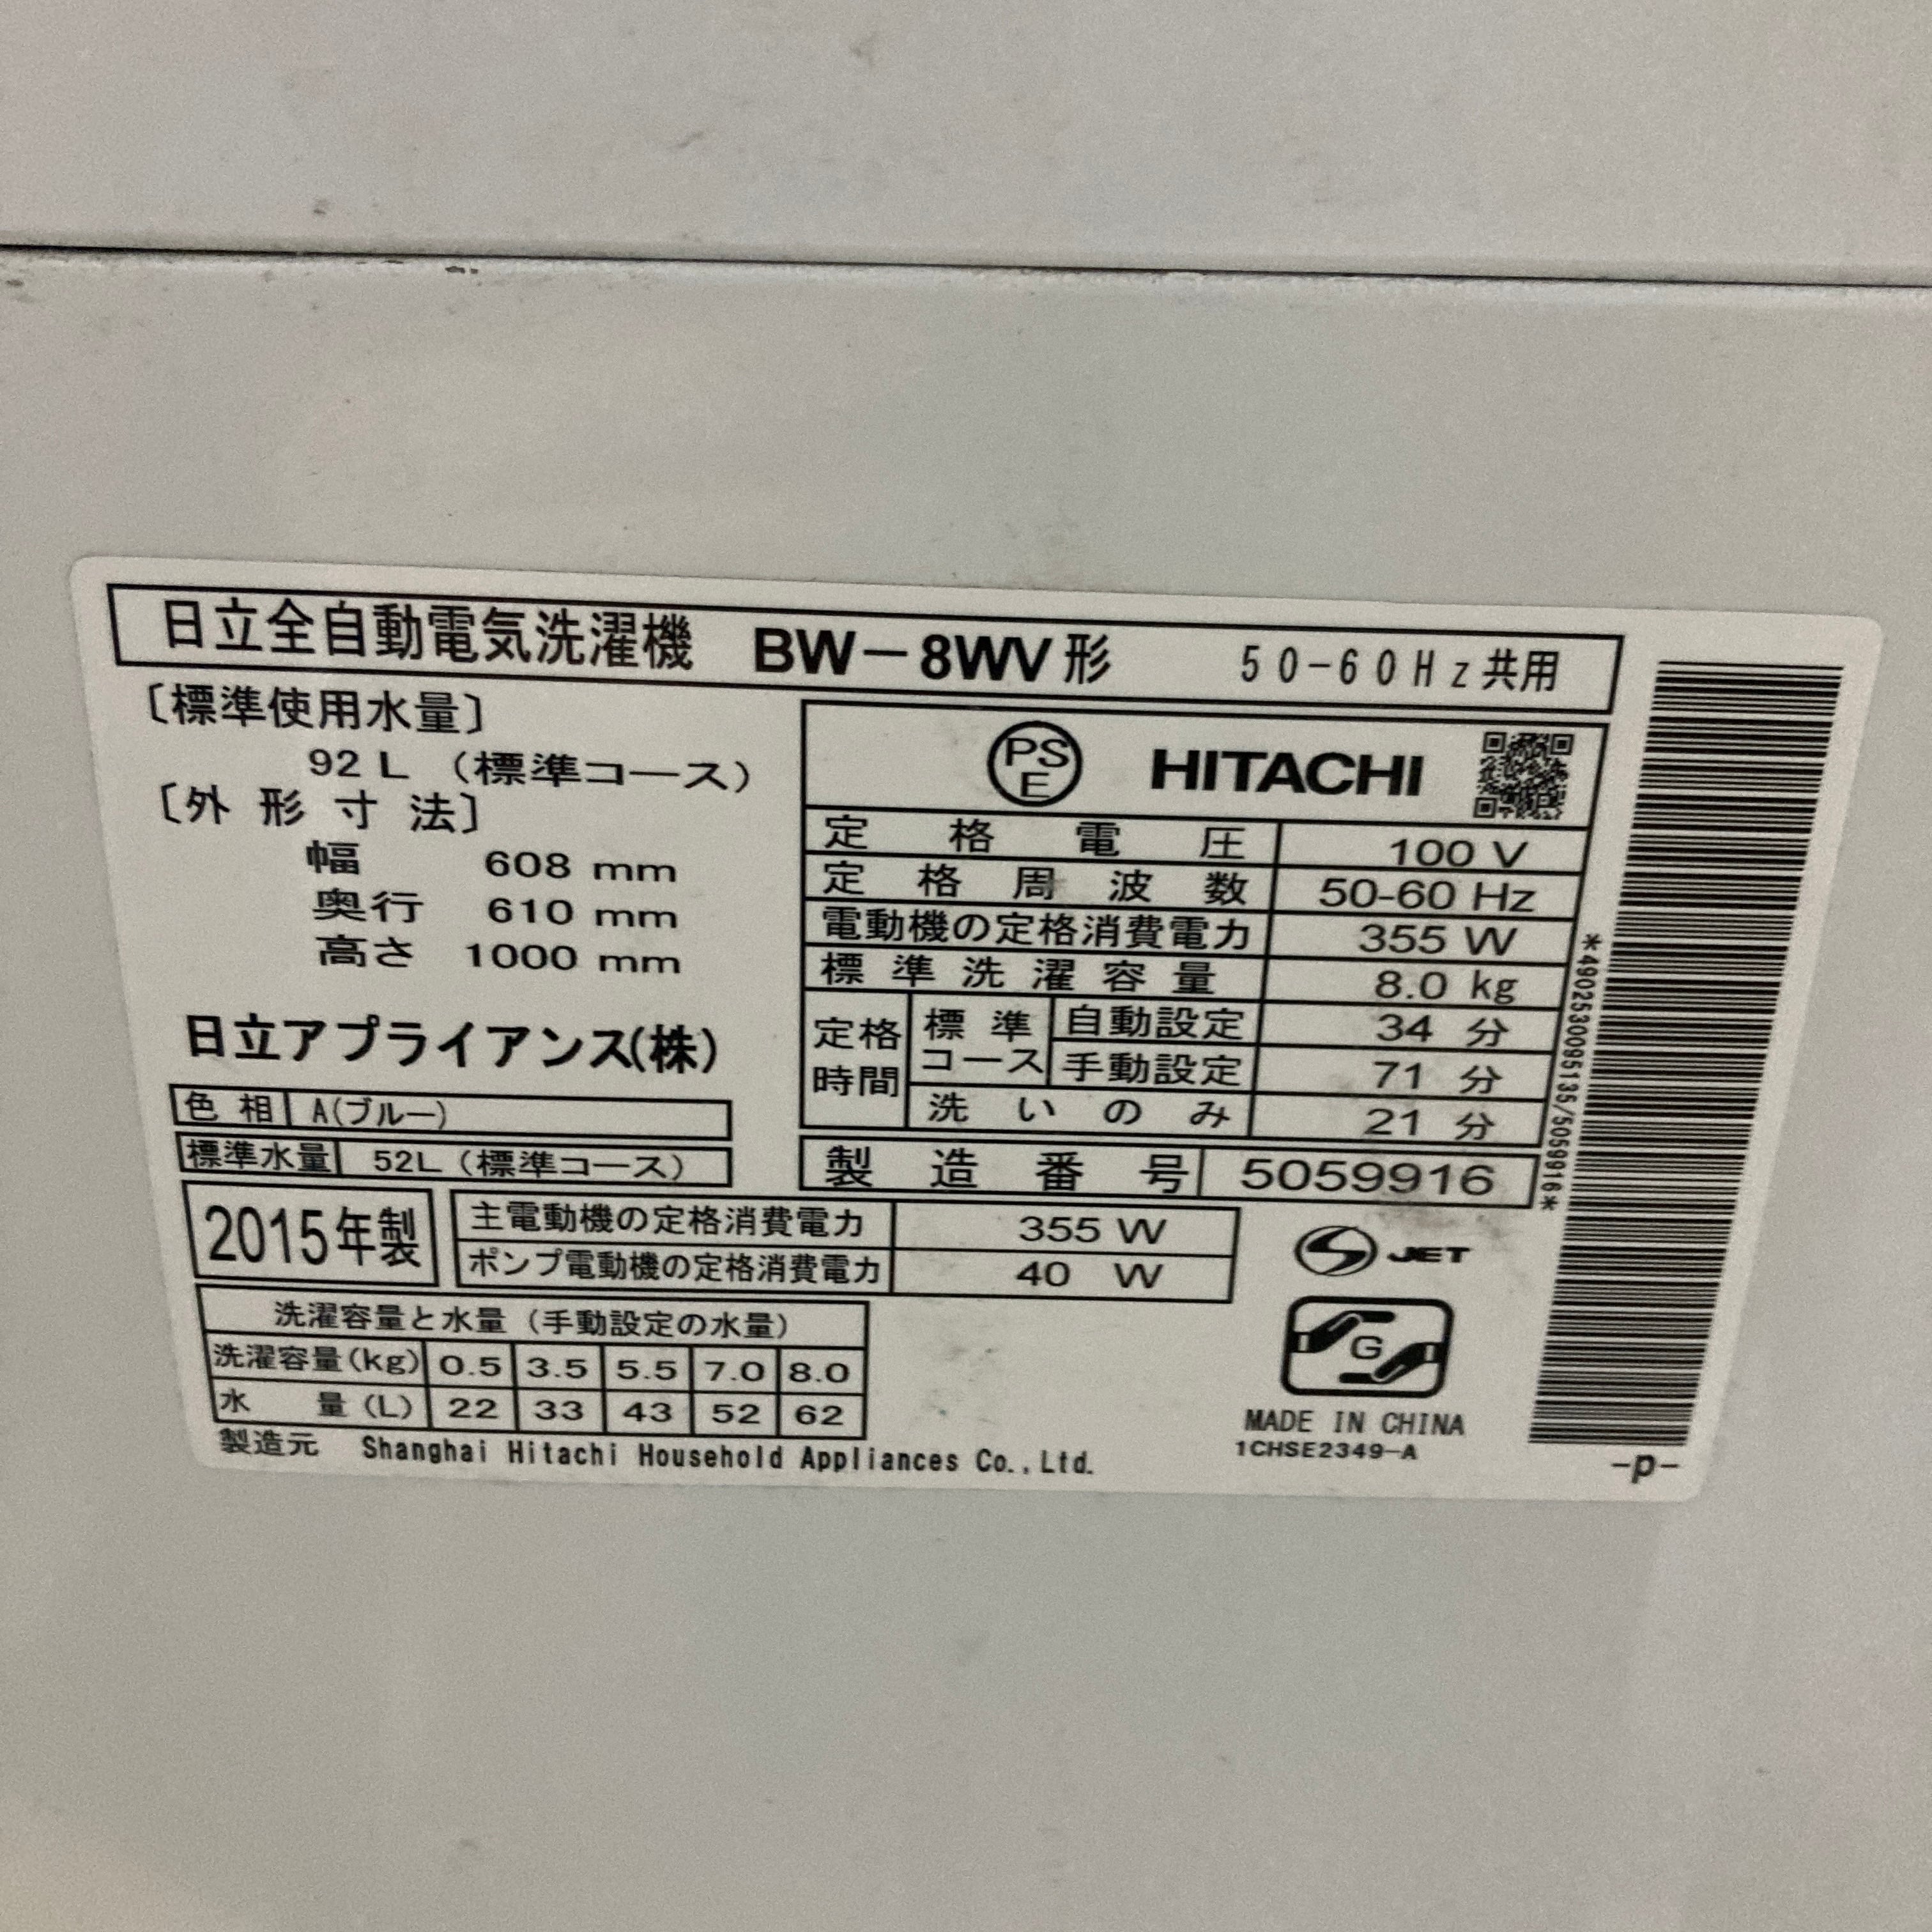 日立全自動電気洗濯機 BW-8WV形 50-60Hz共用
〔標準使用水量〕
92 L (標準コース)
〔外形寸法〕
幅 608 mm
奥行 610 mm
高さ 1000 mm
日立アプライアンス(株)
色相 A(ブルー)
標準水量 52L (標準コース)
PS
E
HITACHI
定格電圧 100 V
定格周波数 50-60 Hz
電動機の定格消費電力 355 W
標準洗濯容量 8.0 kg
定格時間 標準コース 自動設定 34 分
手動設定 71 分
洗いのみ 21 分
製造番号 5059916
*4902530095135/5059916*
2015年製
主電動機の定格消費電力 355 W
ポンプ電動機の定格消費電力 40 W
JET
洗濯容量と水量 (手動設定の水量)
洗濯容量(kg) 0.5 3.5 5.5 7.0 8.0
水量(L) 22 33 43 52 62
製造元 Shanghai Hitachi Household Appliances Co.,Ltd.
G
MADE IN CHINA
1CHSE2349-A
-p-